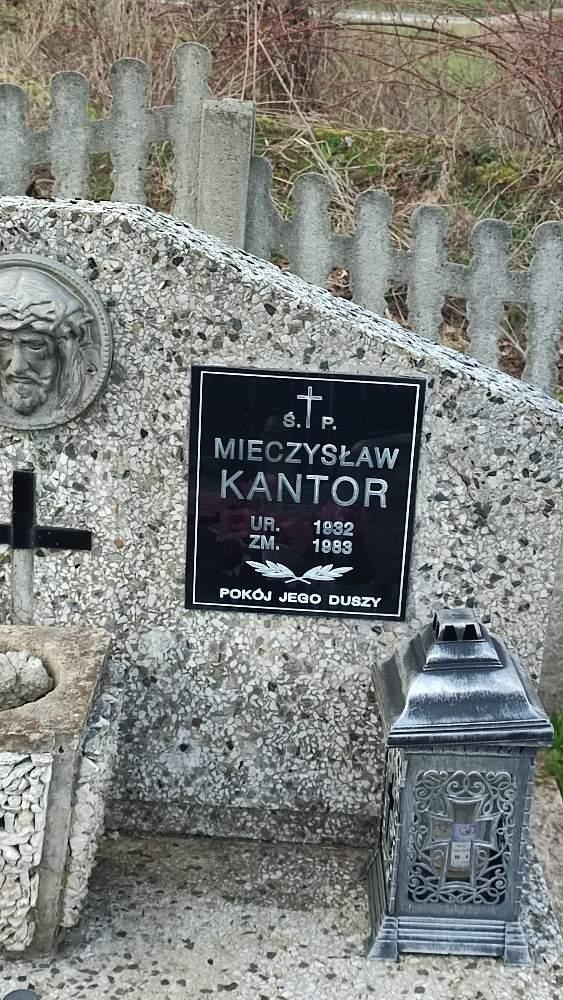 Ś. P.
MIECZYSŁAW
KANTOR
UR. 1932
ZM. 1983
POKÓJ JEGO DUSZY